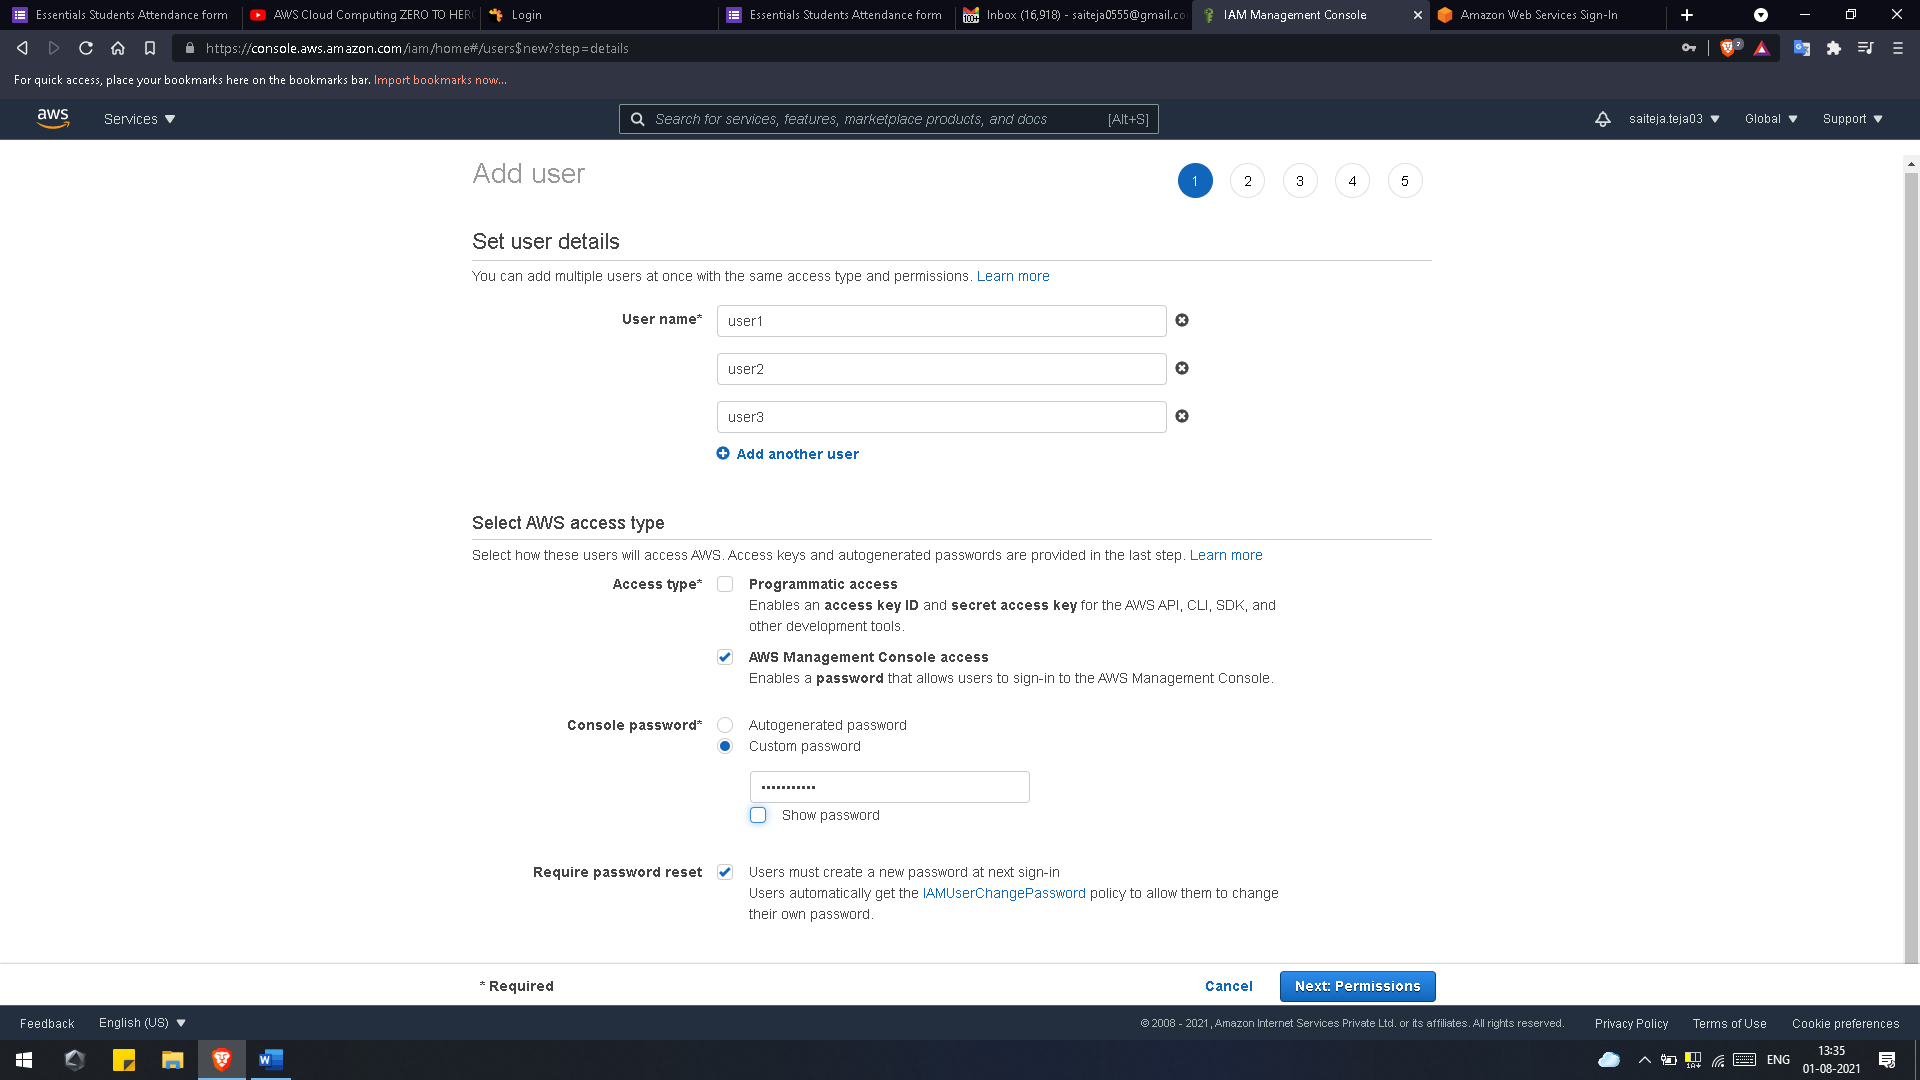 Essentials Students Attendance form
AWS Cloud Computing ZERO TO HER
Login
Essentials Students Attendance form
Inbox (16,918) - saiteja0555@gmail.co
IAM Management Console
Amazon Web Services Sign-In
https://console.aws.amazon.com/iam/home#/users$new?step=details
For quick access, place your bookmarks here on the bookmarks bar. Import bookmarks now...
aws
Services
Search for services, features, marketplace products, and docs [Alt+S]
saiteja.teja03
Global
Support
Add user
1 2 3 4 5
Set user details
You can add multiple users at once with the same access type and permissions. Learn more
User name* user1
user2
user3
Add another user
Select AWS access type
Select how these users will access AWS. Access keys and autogenerated passwords are provided in the last step. Learn more
Access type* Programmatic access
Enables an access key ID and secret access key for the AWS API, CLI, SDK, and
other development tools.
AWS Management Console access
Enables a password that allows users to sign-in to the AWS Management Console.
Console password* Autogenerated password
Custom password
•••••••••••
Show password
Require password reset Users must create a new password at next sign-in
Users automatically get the IAMUserChangePassword policy to allow them to change
their own password.
* Required
Cancel
Next: Permissions
Feedback
English (US)
© 2008 - 2021, Amazon Internet Services Private Ltd. or its affiliates. All rights reserved.
Privacy Policy
Terms of Use
Cookie preferences
ENG
13:35
01-08-2021